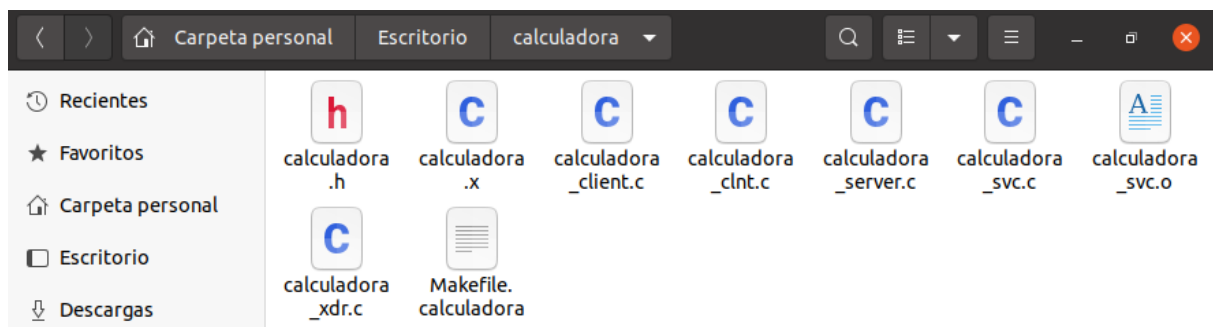 Carpeta personal Escritorio calculadora
Recientes
Favoritos
Carpeta personal
Escritorio
Descargas
h C C C C C A
calculadora calculadora calculadora calculadora calculadora calculadora calculadora
.h .x _client.c _clnt.c _server.c _svc.c _svc.o
C
calculadora Makefile.
_xdr.c calculadora